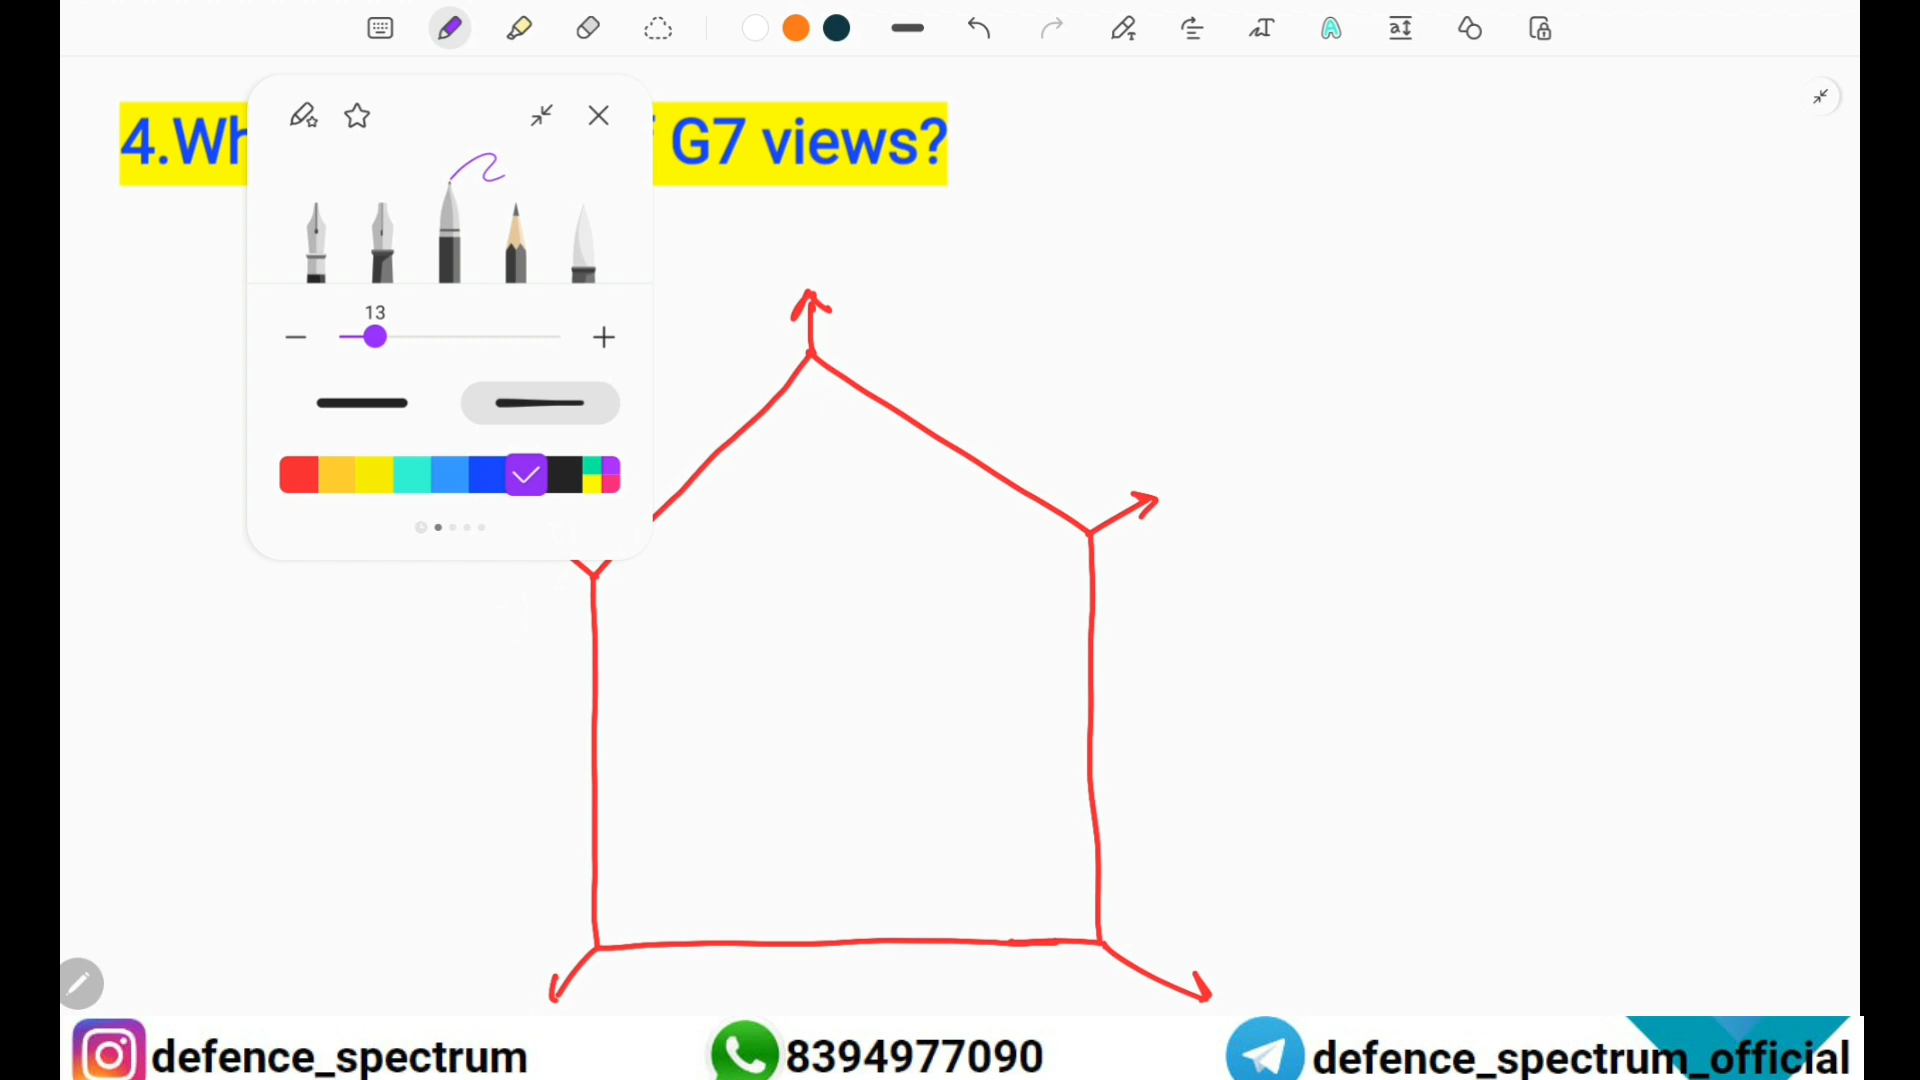 4.Wh G7 views?
13
defence_spectrum
8394977090
defence_spectrum_official